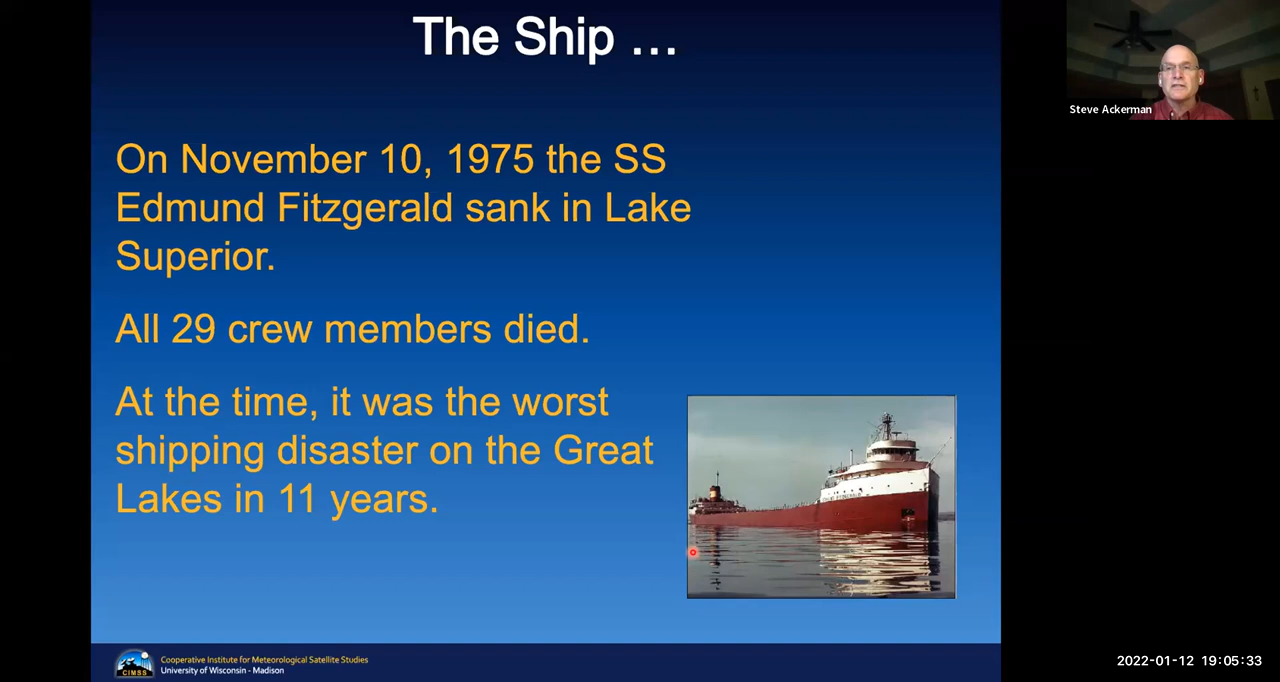 The Ship ...
Steve Ackerman
On November 10, 1975 the SS
Edmund Fitzgerald sank in Lake
Superior.
All 29 crew members died.
At the time, it was the worst
shipping disaster on the Great
Lakes in 11 years.
CIMSS
Cooperative Institute for Meteorological Satellite Studies
University of Wisconsin - Madison
2022-01-12 19:05:33